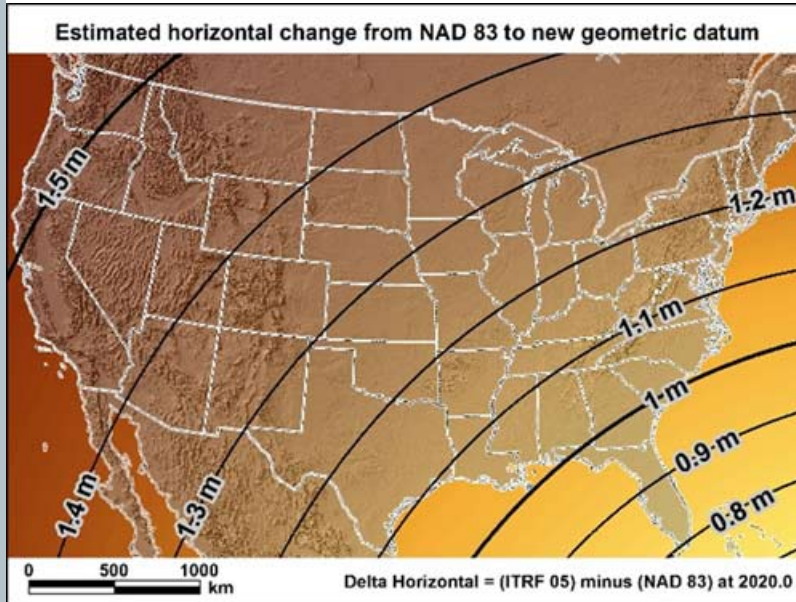 Estimated horizontal change from NAD 83 to new geometric datum
1.5 m
1.2 m
1.1 m
1 m
0.9 m
0.8 m
1.4 m
1.3 m
0 500 1000
km
Delta Horizontal = (ITRF 05) minus (NAD 83) at 2020.0